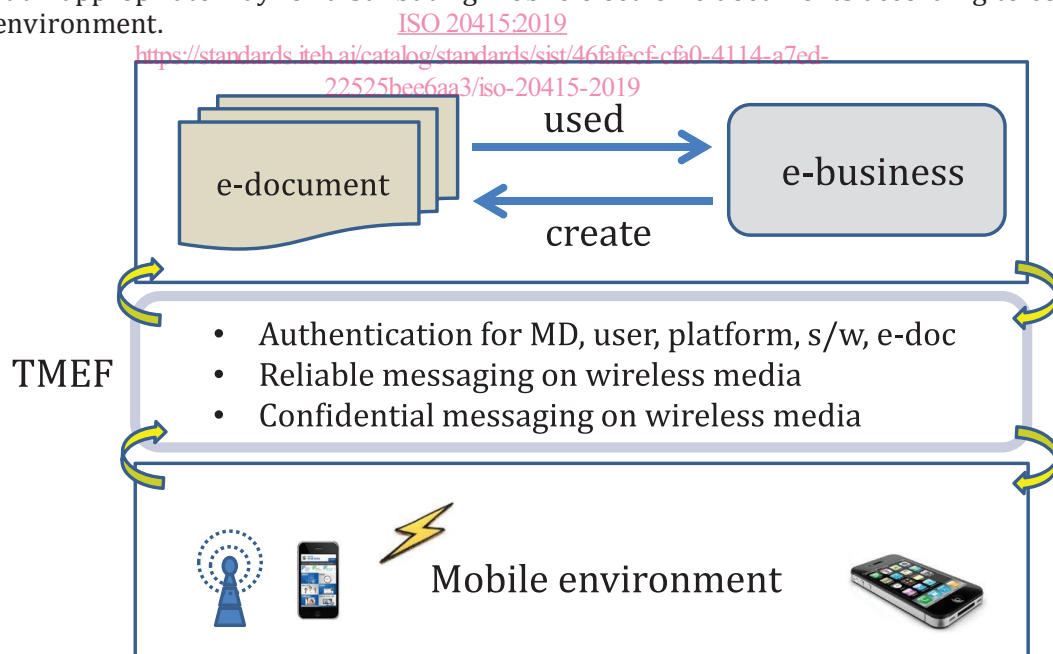 environment.
ISO 20415:2019
https://standards.iteh.ai/catalog/standards/sist/46fafecf-cfa0-4114-a7ed-
22525bee6aa3/iso-20415-2019
used
e-document
e-business
create
• Authentication for MD, user, platform, s/w, e-doc
TMEF
• Reliable messaging on wireless media
• Confidential messaging on wireless media
Mobile environment